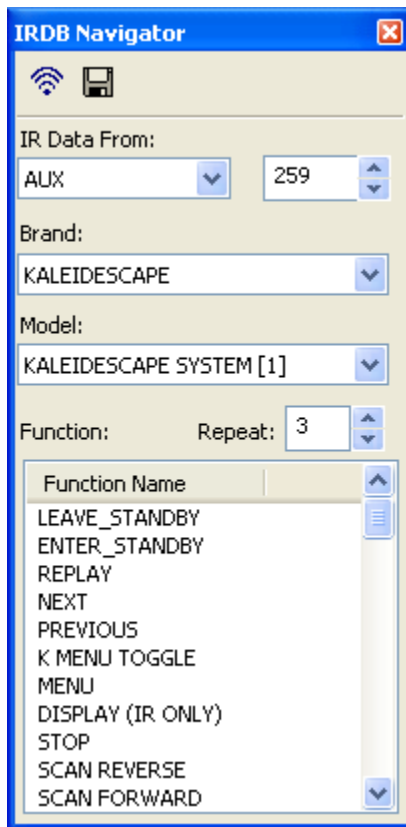 IRDB Navigator
IR Data From:
AUX 259
Brand:
KALEIDESCAPE
Model:
KALEIDESCAPE SYSTEM [1]
Function: Repeat: 3
Function Name
LEAVE_STANDBY
ENTER_STANDBY
REPLAY
NEXT
PREVIOUS
K MENU TOGGLE
MENU
DISPLAY (IR ONLY)
STOP
SCAN REVERSE
SCAN FORWARD